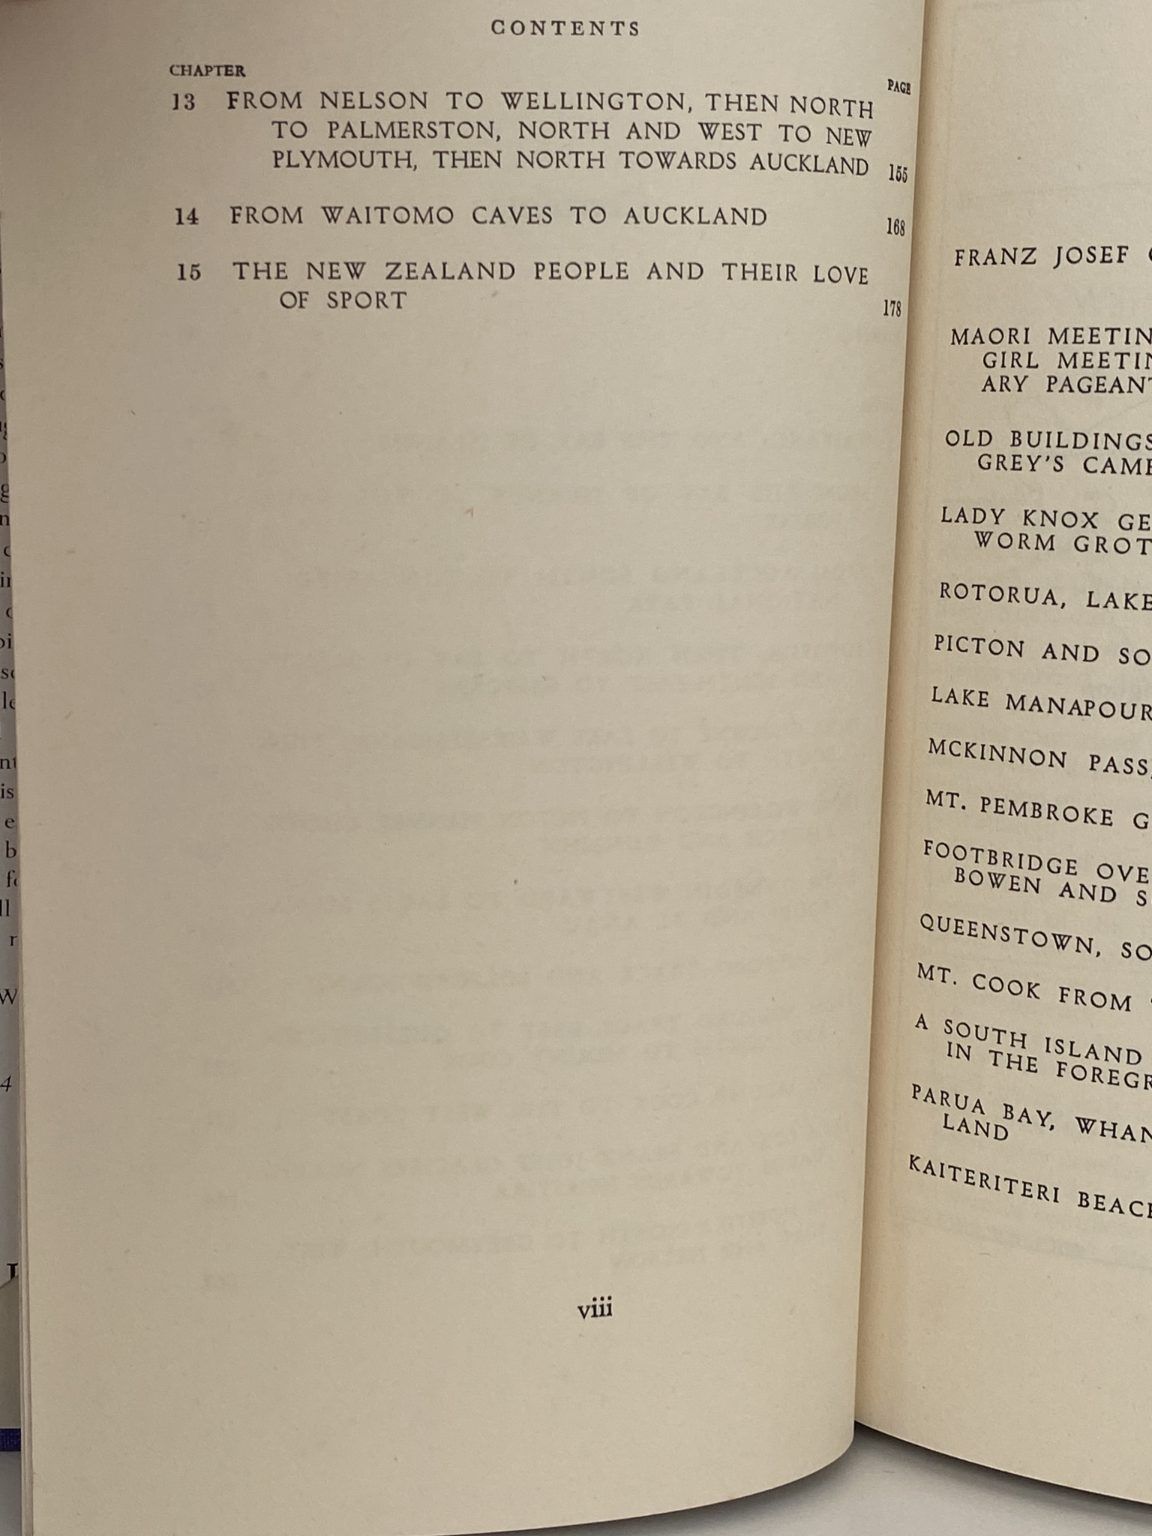 CONTENTS
CHAPTER
PAGE
13 FROM NELSON TO WELLINGTON, THEN NORTH
TO PALMERSTON, NORTH AND WEST TO NEW
PLYMOUTH, THEN NORTH TOWARDS AUCKLAND 155
14 FROM WAITOMO CAVES TO AUCKLAND 168
15 THE NEW ZEALAND PEOPLE AND THEIR LOVE
OF SPORT 178
viii
FRANZ JOSEF
MAORI MEETIN
GIRL MEETIN
ARY PAGEANT
OLD BUILDINGS
GREY'S CAME
LADY KNOX GE
WORM GROT
ROTORUA, LAKE
PICTON AND SO
LAKE MANAPOUR
MCKINNON PASS,
MT. PEMBROKE G
FOOTBRIDGE OVE
BOWEN AND S
QUEENSTOWN, SO
MT. COOK FROM
A SOUTH ISLAND
IN THE FOREGR
PARUA BAY, WHAN
LAND
KAITERITERI BEACH